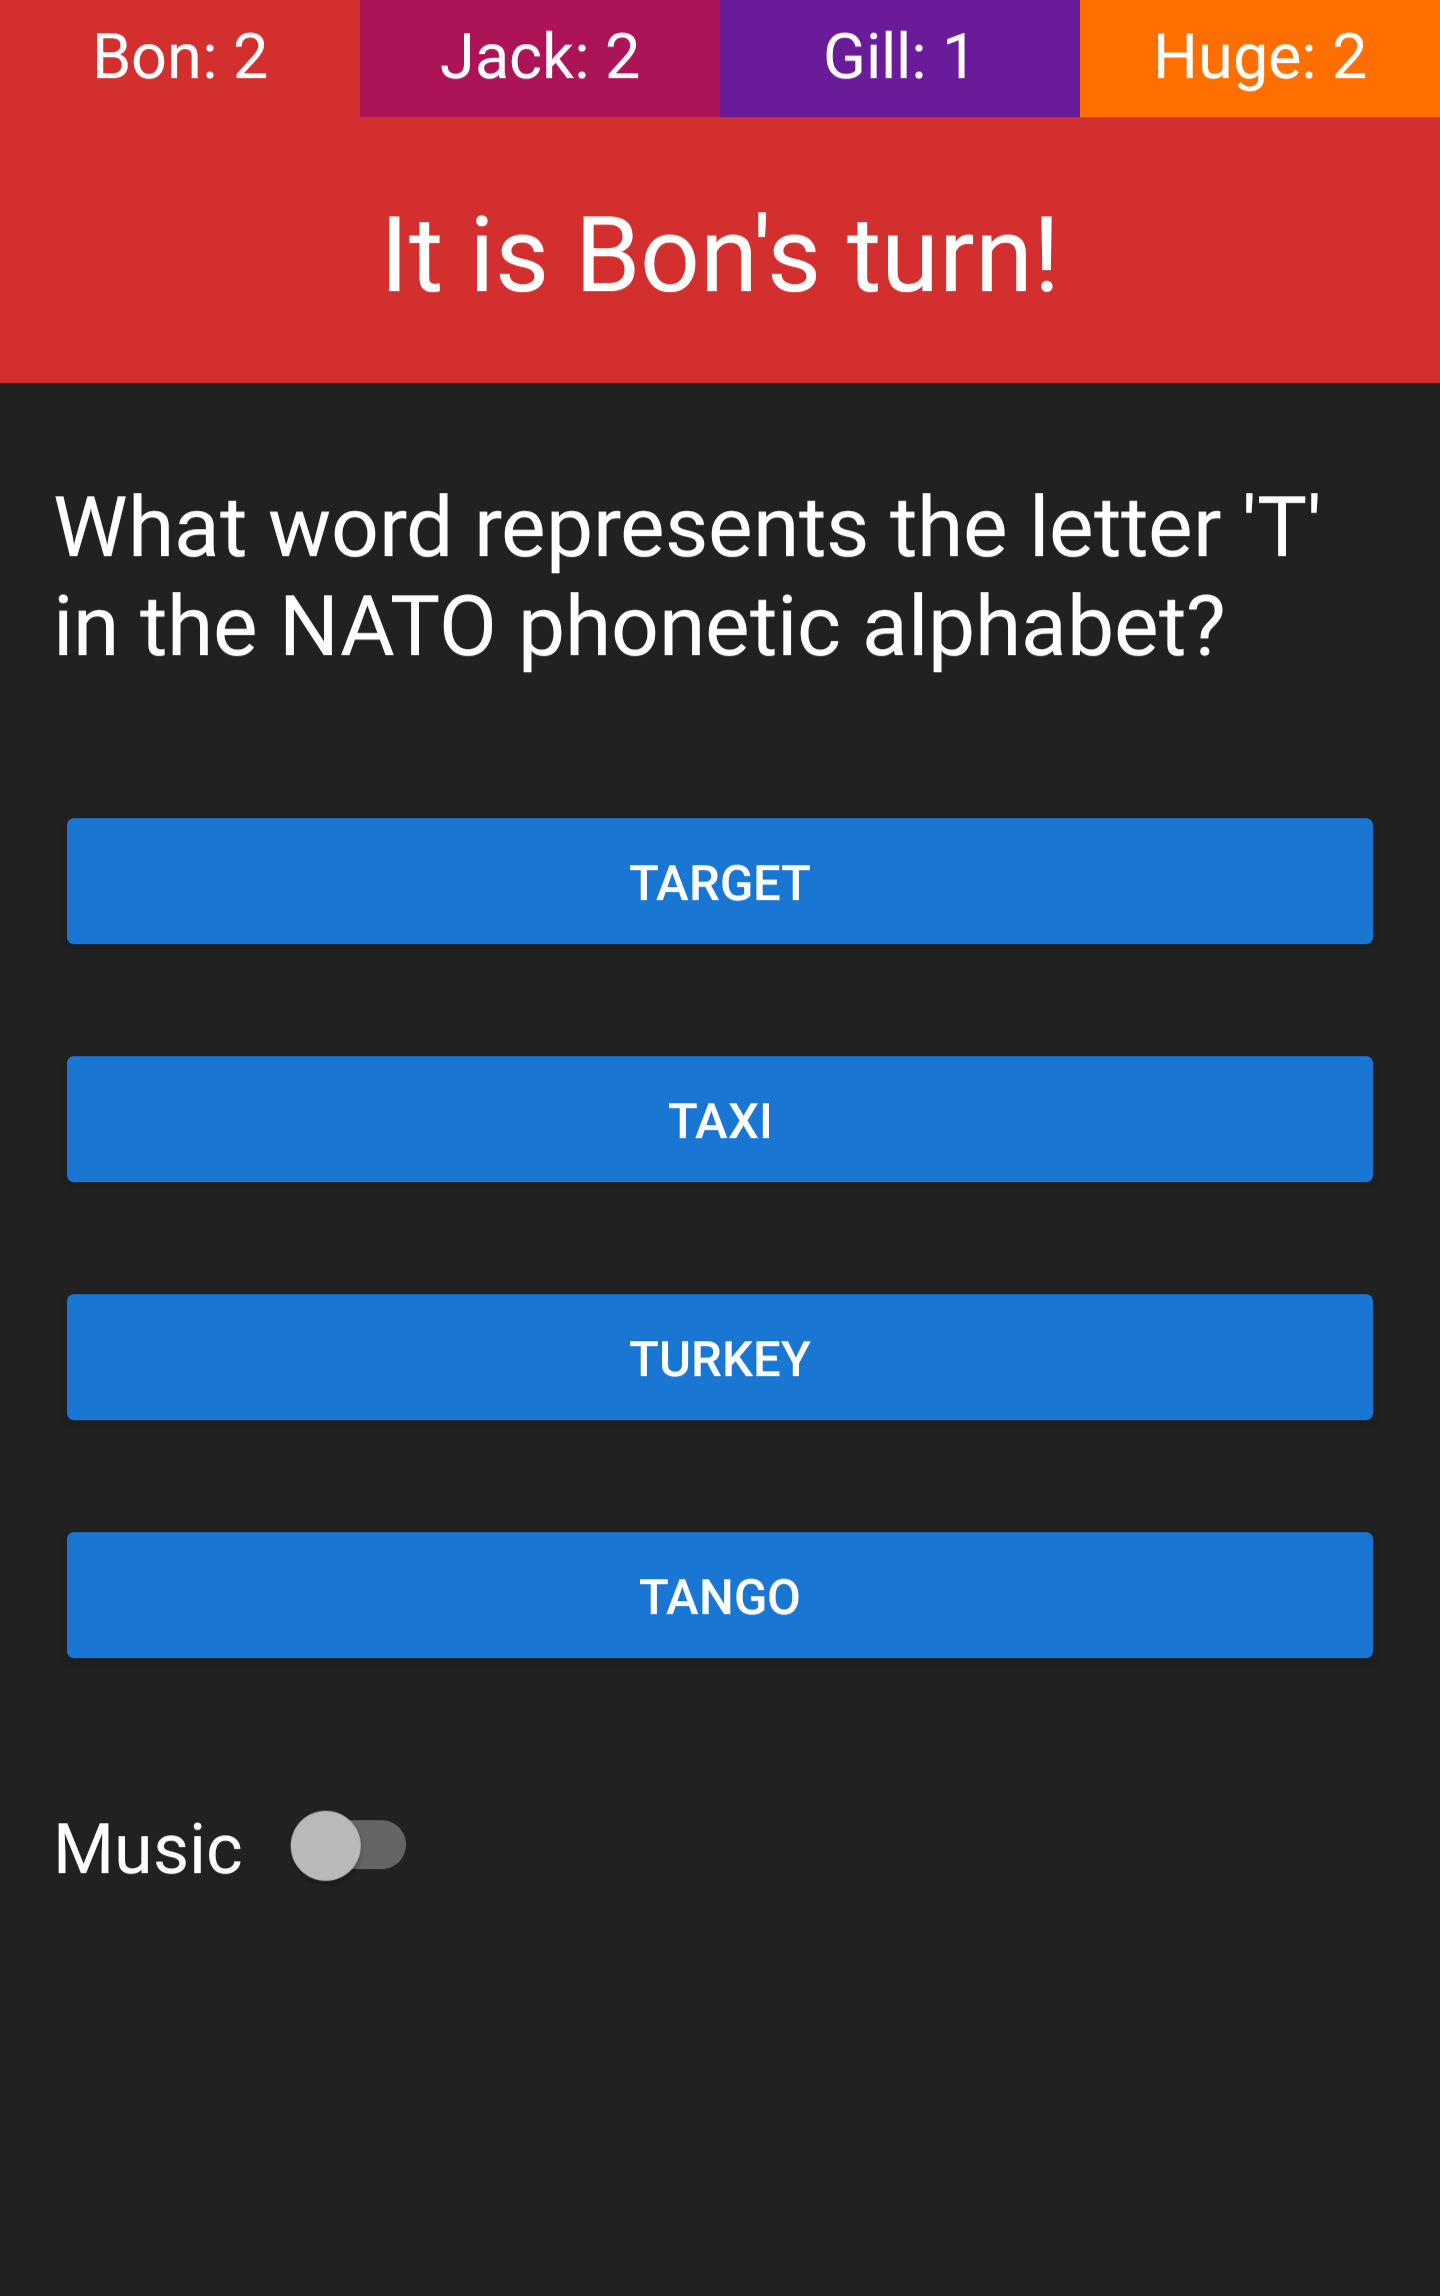 Bon: 2
Jack: 2
Gill: 1
Huge: 2
It is Bon's turn!
What word represents the letter 'T'
in the NATO phonetic alphabet?
TARGET
TAXI
TURKEY
TANGO
Music